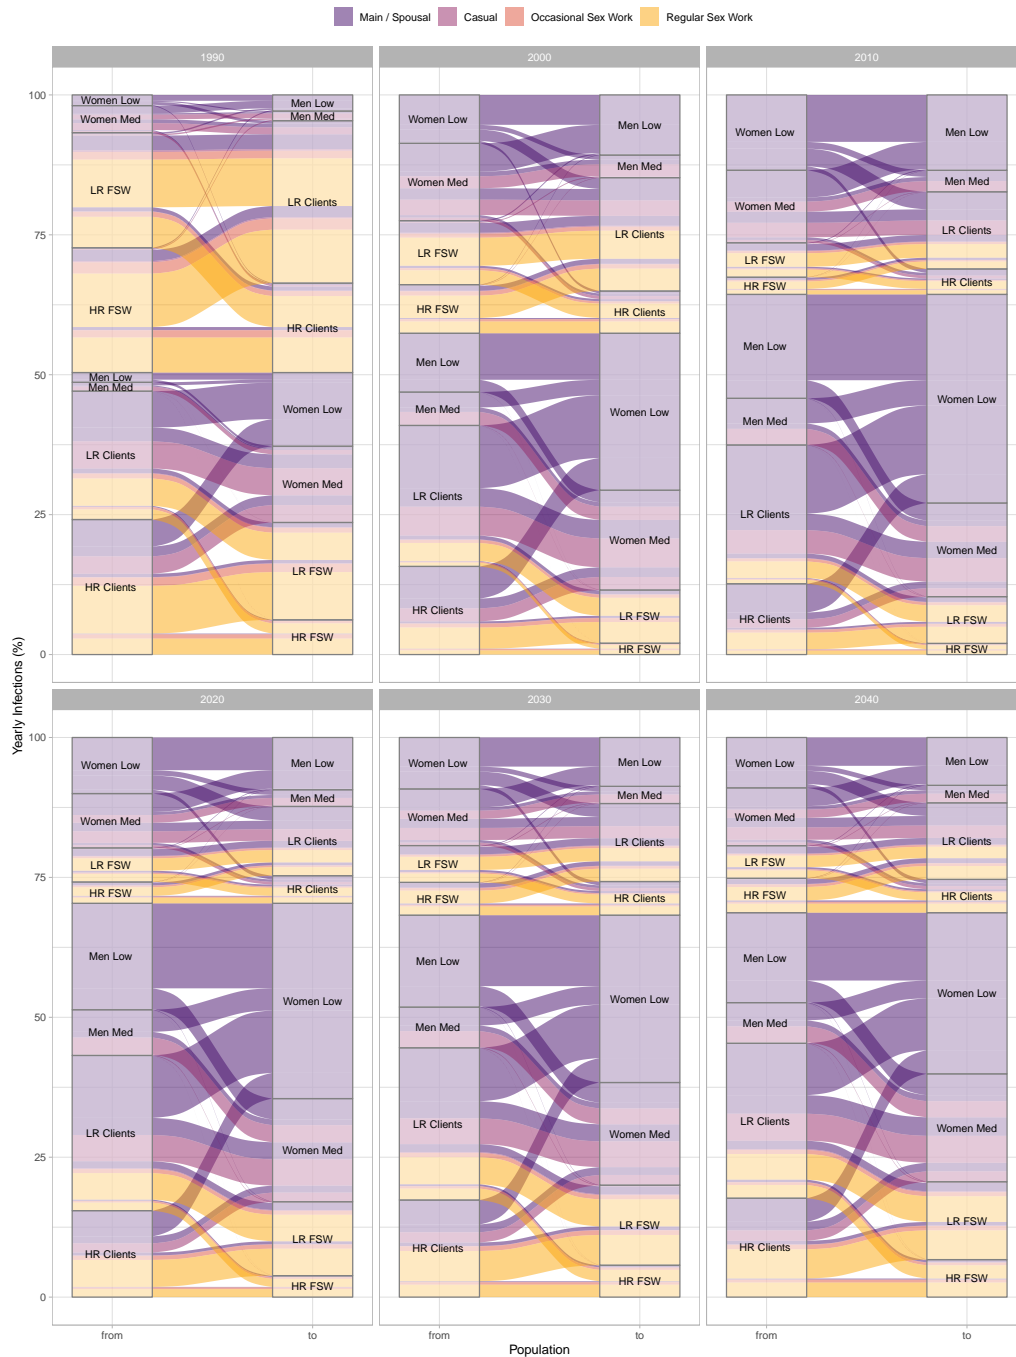 Main / Spousal Casual Occasional Sex Work Regular Sex Work
1990 2000 2010
Yearly Infections (%)
100
75
50
25
0
Women Low
Women Med
LR FSW
HR FSW
Men Low
Men Med
LR Clients
HR Clients
Men Low
Men Med
LR Clients
HR Clients
Women Low
Women Med
LR FSW
HR FSW
Women Low
Women Med
LR FSW
HR FSW
Men Low
Men Med
LR Clients
HR Clients
Men Low
Men Med
LR Clients
HR Clients
Women Low
Women Med
LR FSW
HR FSW
Women Low
Women Med
LR FSW
HR FSW
Men Low
Men Med
LR Clients
HR Clients
Men Low
Men Med
LR Clients
HR Clients
Women Low
Women Med
LR FSW
HR FSW
2020 2030 2040
100
75
50
25
0
Women Low
Women Med
LR FSW
HR FSW
Men Low
Men Med
LR Clients
HR Clients
Men Low
Men Med
LR Clients
HR Clients
Women Low
Women Med
LR FSW
HR FSW
Women Low
Women Med
LR FSW
HR FSW
Men Low
Men Med
LR Clients
HR Clients
Men Low
Men Med
LR Clients
HR Clients
Women Low
Women Med
LR FSW
HR FSW
Women Low
Women Med
LR FSW
HR FSW
Men Low
Men Med
LR Clients
HR Clients
Men Low
Men Med
LR Clients
HR Clients
Women Low
Women Med
LR FSW
HR FSW
from to from to from to
Population